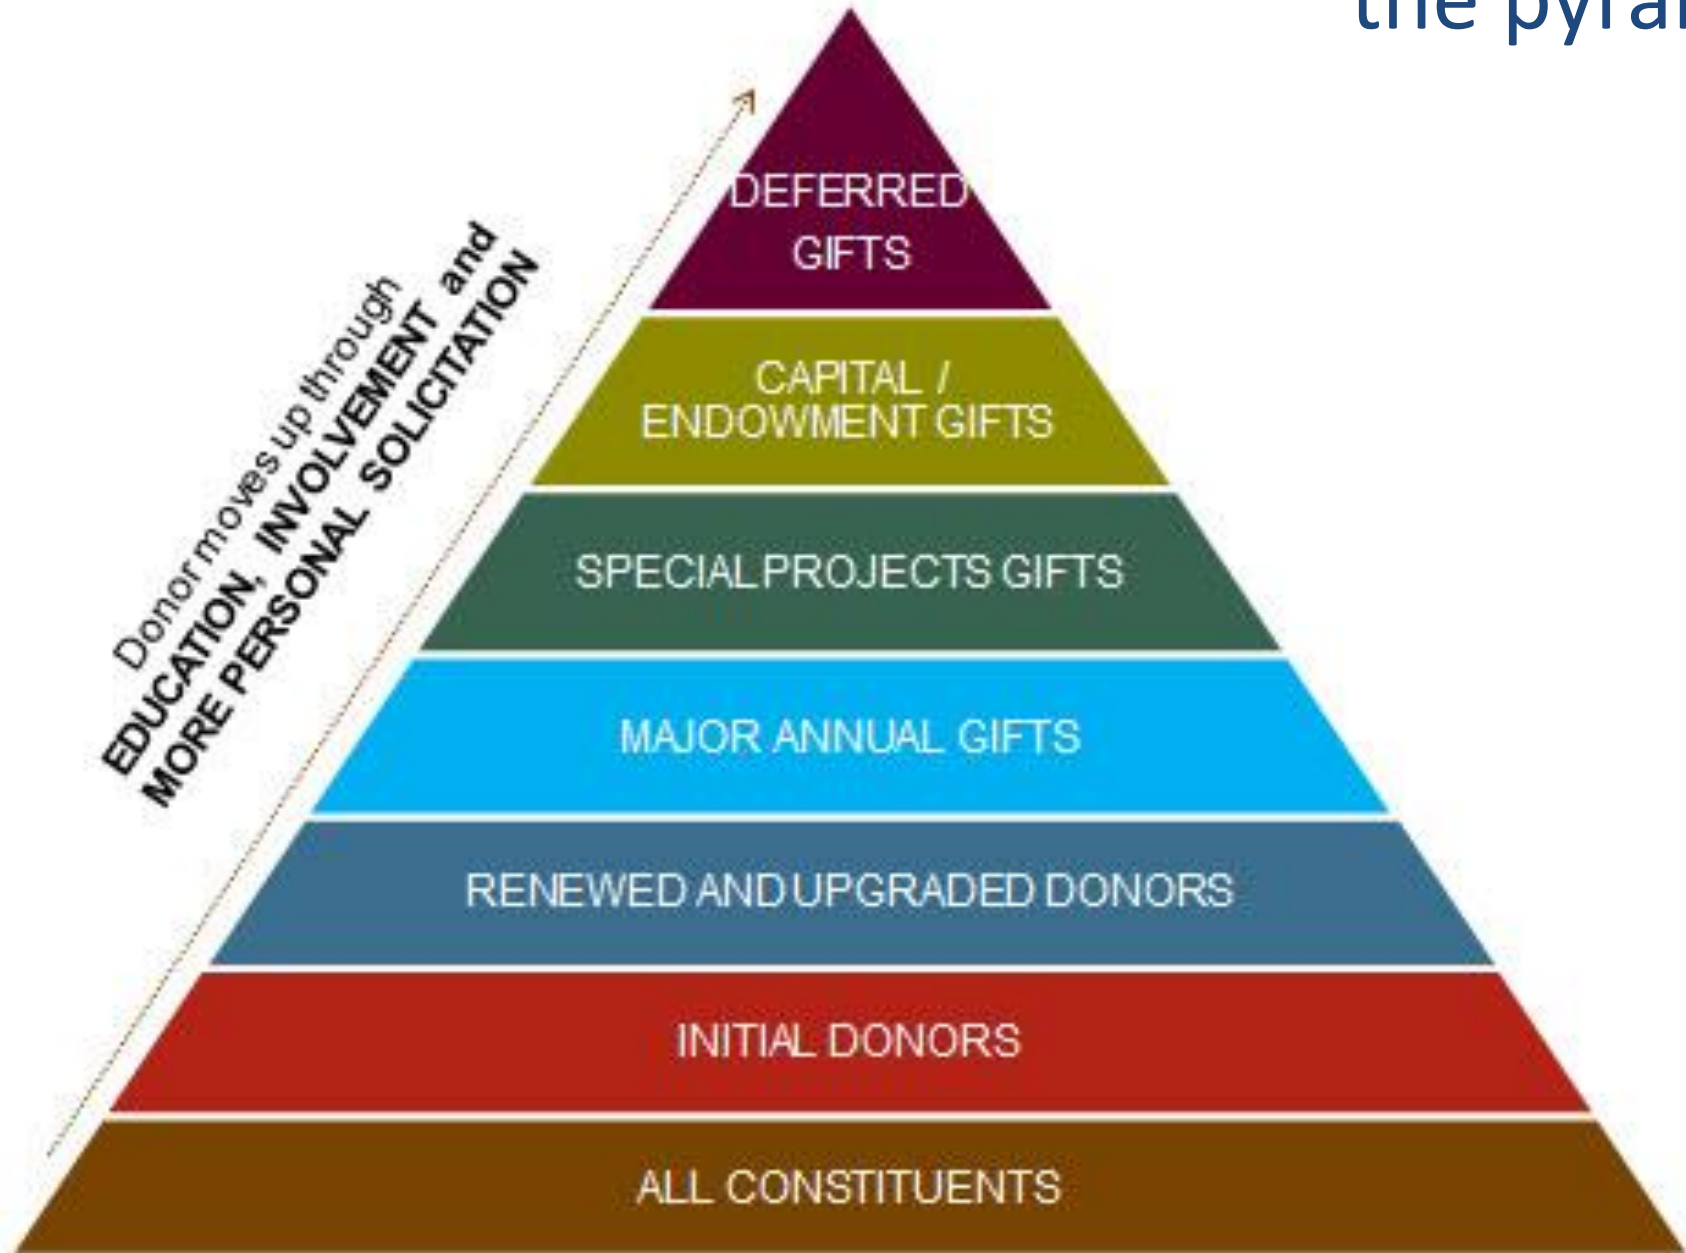 the
DEFERRED
GIFTS
CAPITAL /
ENDOWMENT GIFTS
SPECIAL PROJECTS GIFTS
MAJOR ANNUAL GIFTS
RENEWED AND UPGRADED DONORS
INITIAL DONORS
ALL CONSTITUENTS
Donor moves up through
EDUCATION, INVOLVEMENT and
MORE PERSONAL SOLICITATION